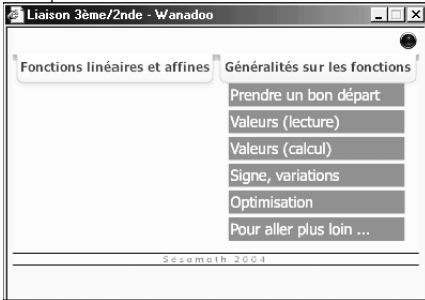 Liaison 3ème/2nde - Wanadoo
Fonctions linéaires et affines Généralités sur les fonctions
Prendre un bon départ
Valeurs (lecture)
Valeurs (calcul)
Signe, variations
Optimisation
Pour aller plus loin ...
Sésamath 2004